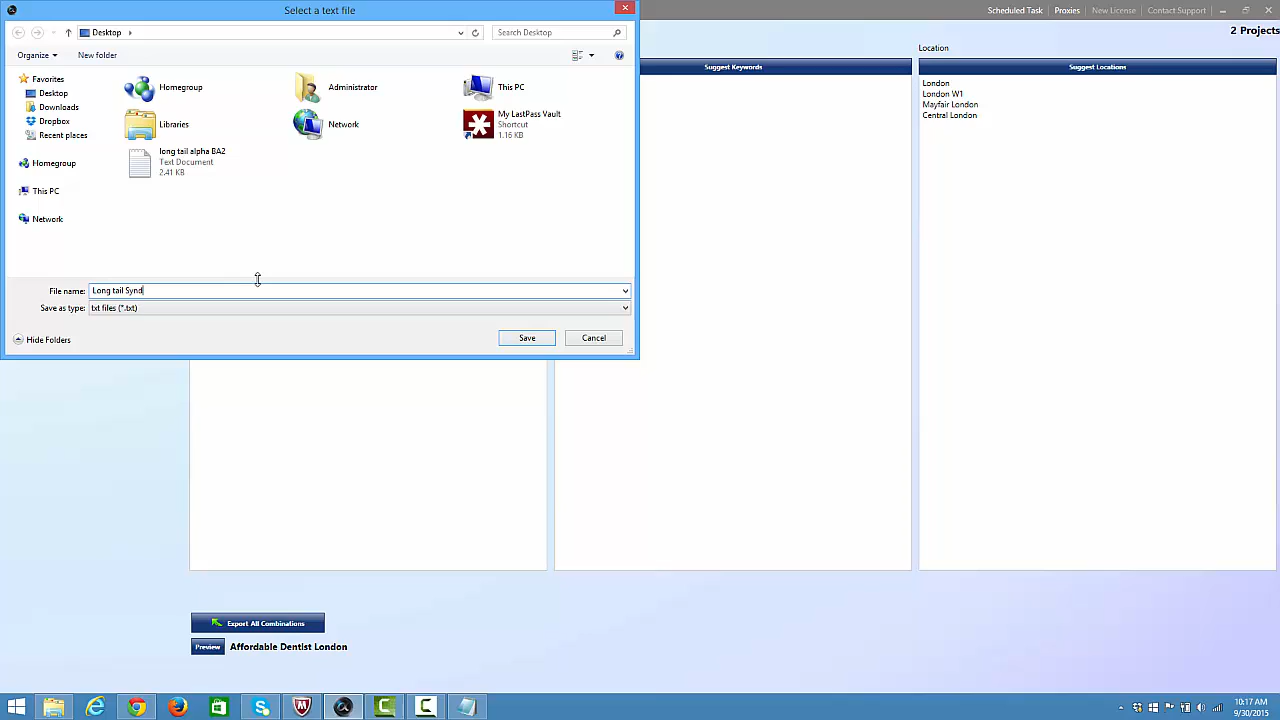 Select a text file
Scheduled Task
Proxies
New License
Contact Support
2 Projects
Desktop
Search Desktop
Organize
New folder
Favorites
Desktop
Downloads
Dropbox
Recent places
Homegroup
This PC
Network
Homegroup
Administrator
This PC
Libraries
Network
My LastPass Vault
Shortcut
1.16 KB
long tail alpha BA2
Text Document
2.41 KB
File name:
Long tail Synd
Save as type:
txt files (*.txt)
Hide Folders
Save
Cancel
Location
Suggest Keywords
Suggest Locations
London
London W1
Mayfair London
Central London
Export All Combinations
Preview
Affordable Dentist London
10:17 AM
9/30/2015